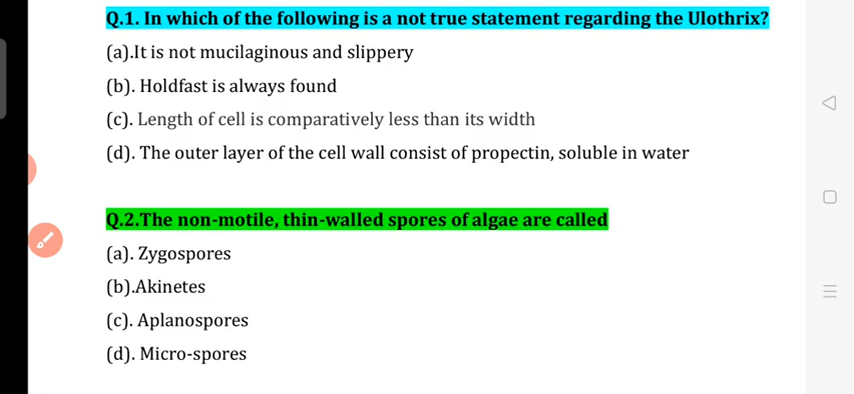 Q.1. In which of the following is a not true statement regarding the Ulothrix?
(a).It is not mucilaginous and slippery
(b). Holdfast is always found
(c). Length of cell is comparatively less than its width
(d). The outer layer of the cell wall consist of propectin, soluble in water
Q.2.The non-motile, thin-walled spores of algae are called
(a). Zygospores
(b).Akinetes
(c). Aplanospores
(d). Micro-spores